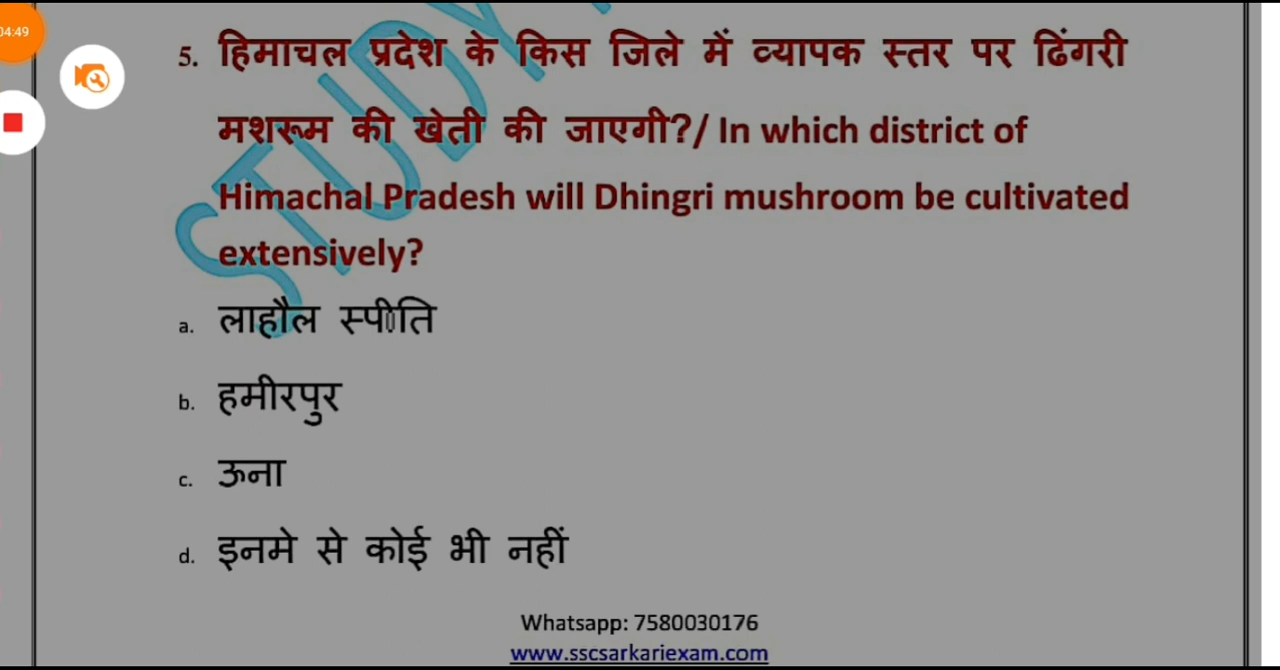 04:49
5. हिमाचल प्रदेश के किस जिले में व्यापक स्तर पर ढिंगरी
मशरूम की खेती की जाएगी?/ In which district of
Himachal Pradesh will Dhingri mushroom be cultivated
extensively?
STUDY
a. लाहौल स्पीति
b. हमीरपुर
c. ऊना
d. इनमे से कोई भी नहीं
Whatsapp: 7580030176
www.sscsarkariexam.com